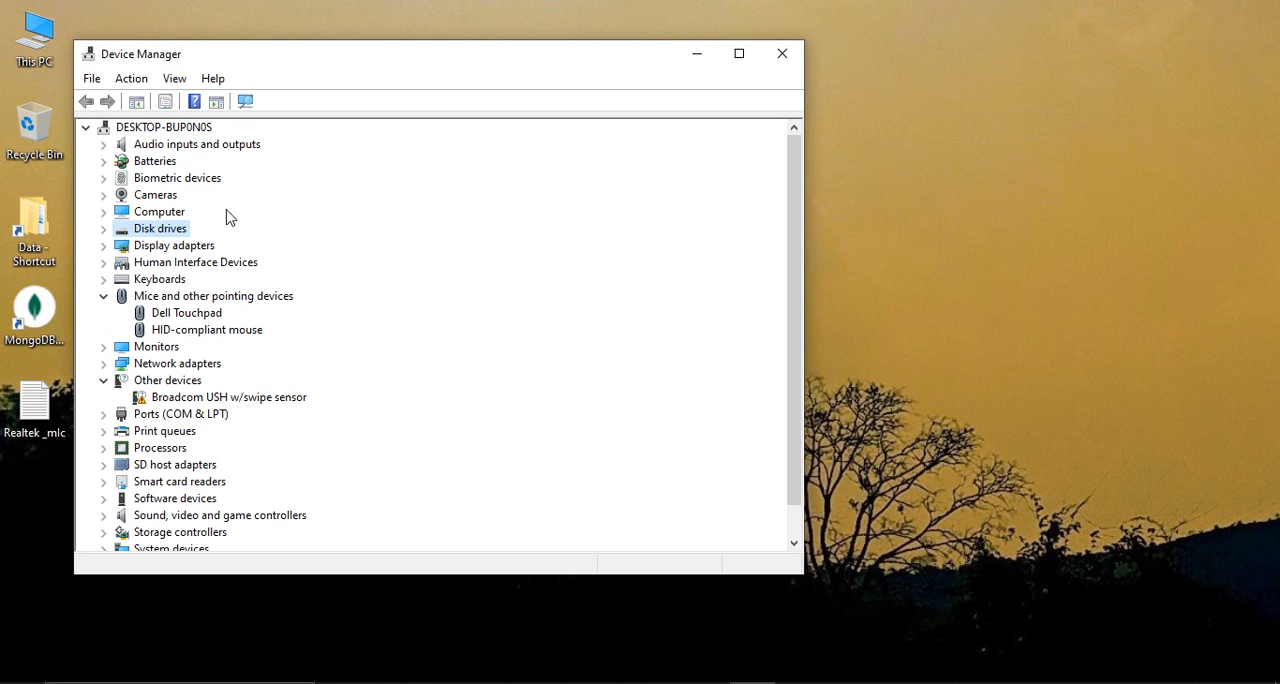 This PC
Recycle Bin
Data -
Shortcut
MongoDB...
Realtek _mlc
Device Manager
File Action View Help
DESKTOP-BUP0N0S
Audio inputs and outputs
Batteries
Biometric devices
Cameras
Computer
Disk drives
Display adapters
Human Interface Devices
Keyboards
Mice and other pointing devices
Dell Touchpad
HID-compliant mouse
Monitors
Network adapters
Other devices
Broadcom USH w/swipe sensor
Ports (COM & LPT)
Print queues
Processors
SD host adapters
Smart card readers
Software devices
Sound, video and game controllers
Storage controllers
System devices